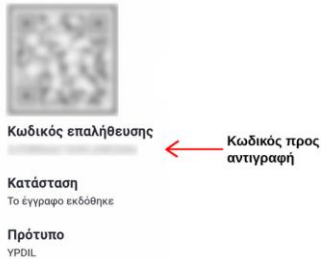 Κωδικός επαλήθευσης
Κωδικός προς
αντιγραφή
Κατάσταση
Το έγγραφο εκδόθηκε
Πρότυπο
YPDIL